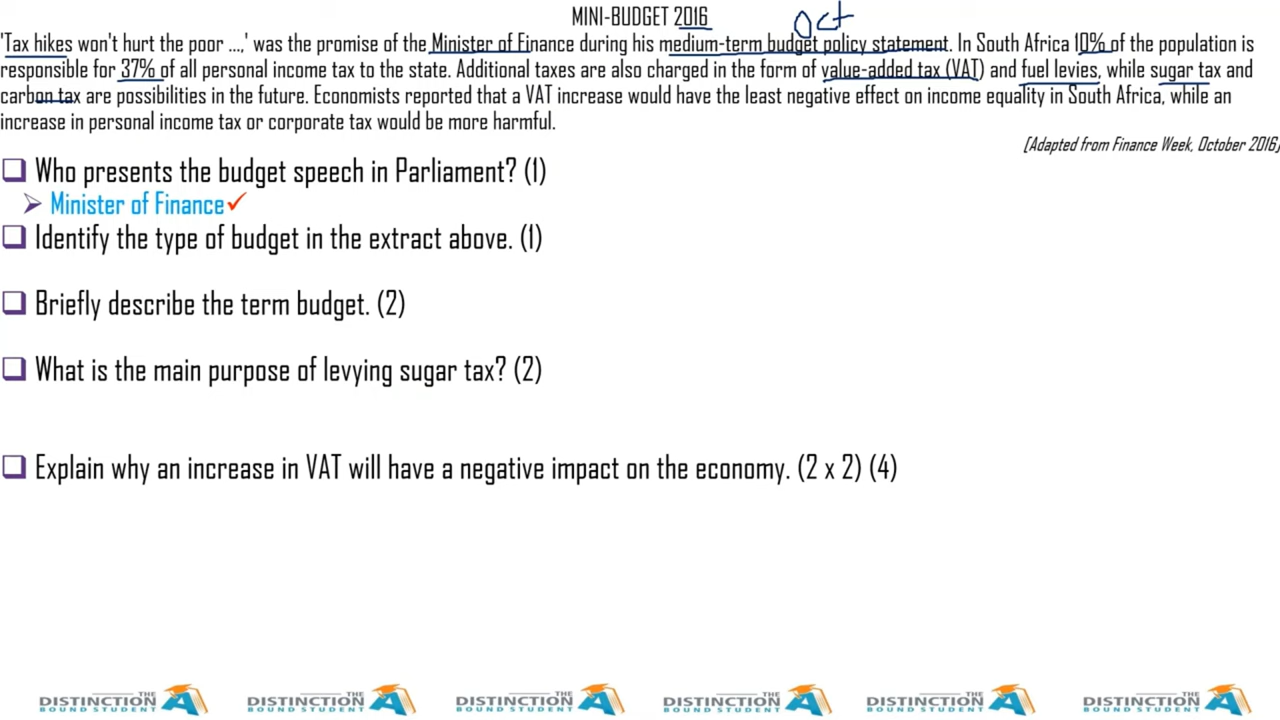 MINI-BUDGET 2016
Oct
'Tax hikes won't hurt the poor ...,' was the promise of the Minister of Finance during his medium-term budget policy statement. In South Africa 10% of the population is
responsible for 37% of all personal income tax to the state. Additional taxes are also charged in the form of value-added tax (VAT) and fuel levies, while sugar tax and
carbon tax are possibilities in the future. Economists reported that a VAT increase would have the least negative effect on income equality in South Africa, while an
increase in personal income tax or corporate tax would be more harmful.
[Adapted from Finance Week, October 2016]
Who presents the budget speech in Parliament? (1)
Minister of Finance
Identify the type of budget in the extract above. (1)
Briefly describe the term budget. (2)
What is the main purpose of levying sugar tax? (2)
Explain why an increase in VAT will have a negative impact on the economy. (2 x 2) (4)
THE DISTINCTION BOUND STUDENT A THE DISTINCTION BOUND STUDENT A THE DISTINCTION BOUND STUDENT A THE DISTINCTION BOUND STUDENT A THE DISTINCTION BOUND STUDENT A THE DISTINCTION BOUND STUDENT A